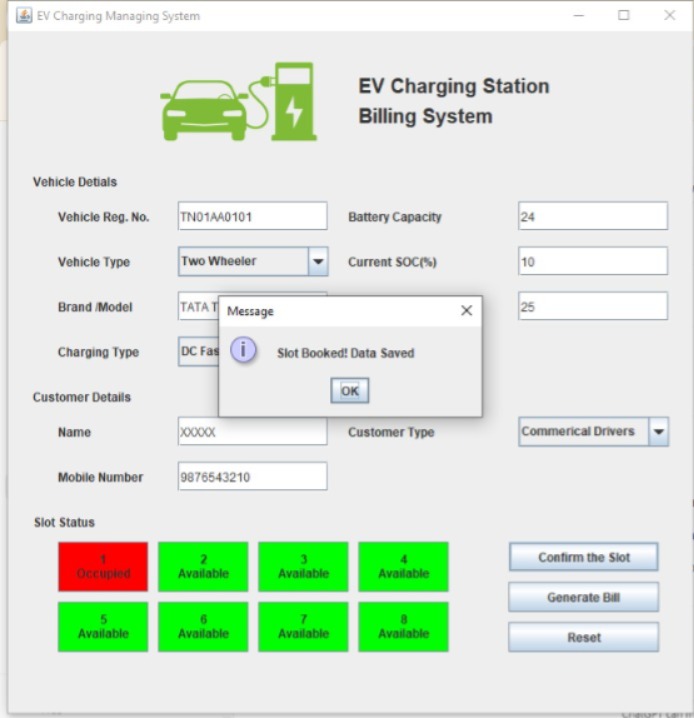 EV Charging Managing System
EV Charging Station
Billing System
Vehicle Detials
Vehicle Reg. No.
TN01AA0101
Battery Capacity
24
Vehicle Type
Two Wheeler
Current SOC(%)
10
Brand /Model
TATA T
25
Message
Slot Booked! Data Saved
OK
Charging Type
DC Fas
Customer Details
Name
XXXXX
Customer Type
Commerical Drivers
Mobile Number
9876543210
Slot Status
1
Occupied
2
Available
3
Available
4
Available
Confirm the Slot
Generate Bill
5
Available
6
Available
7
Available
8
Available
Reset